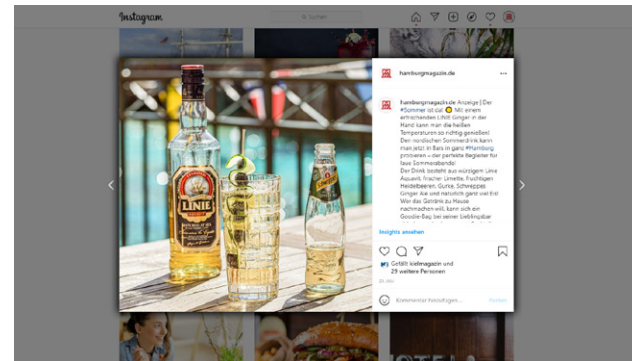 Instagram
Suchen
hamburgmagazin.de
hamburgmagazin.de Anzeige | Der
#Sommer ist da! Mit einem
erfrischenden LINIE Ginger in der
Hand kann man die heißen
Temperaturen so richtig genießen!
Den nordischen Sommerdrink kann
man jetzt in Bars in ganz #Hamburg
probieren – der perfekte Begleiter für
laue Sommerabende!
Der Drink besteht aus würzigem Linie
Aquavit, frischer Limette, fruchtigen
Heidelbeeren, Gurke, Schweppes
Ginger Ale und natürlich ganz viel Eis!
Wer das Getränk zu Hause
nachmachen will, kann sich ein
Goodie-Bag bei seiner Lieblingsbar
LINIE
Insights ansehen
Gefällt kielmagazin und
29 weitere Personen
Kommentar hinzufügen ...
Posten